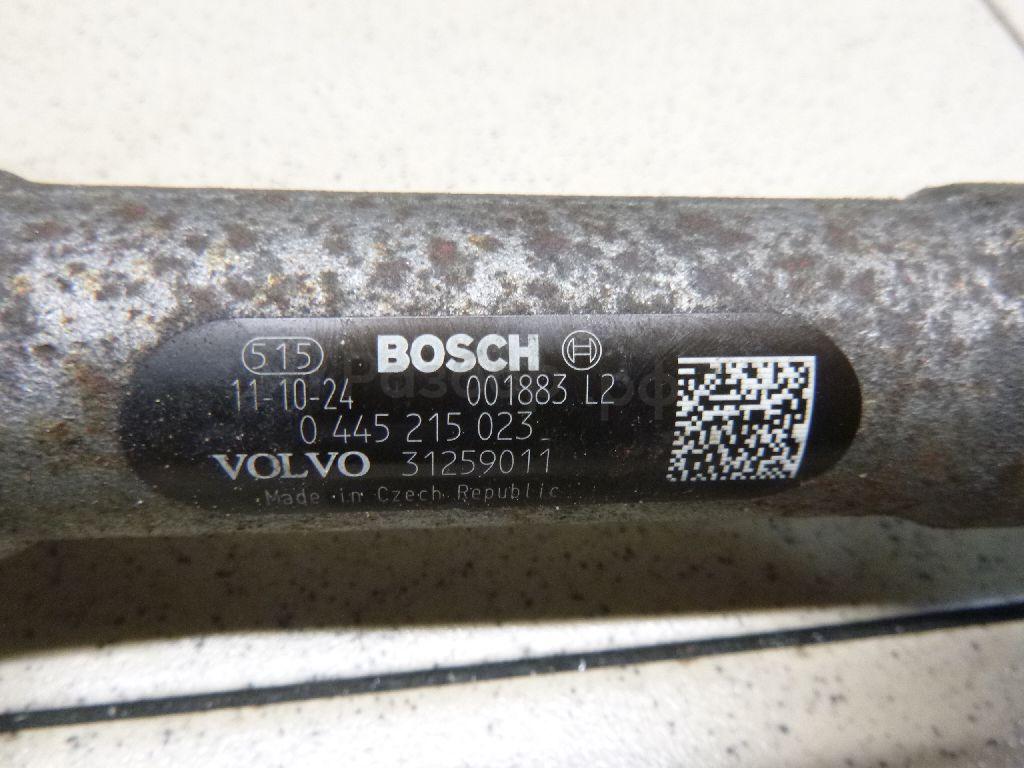 515 BOSCH
11-10-24 001883 L2
0 445 215 023
VOLVO 31259011
Made in Czech Republic